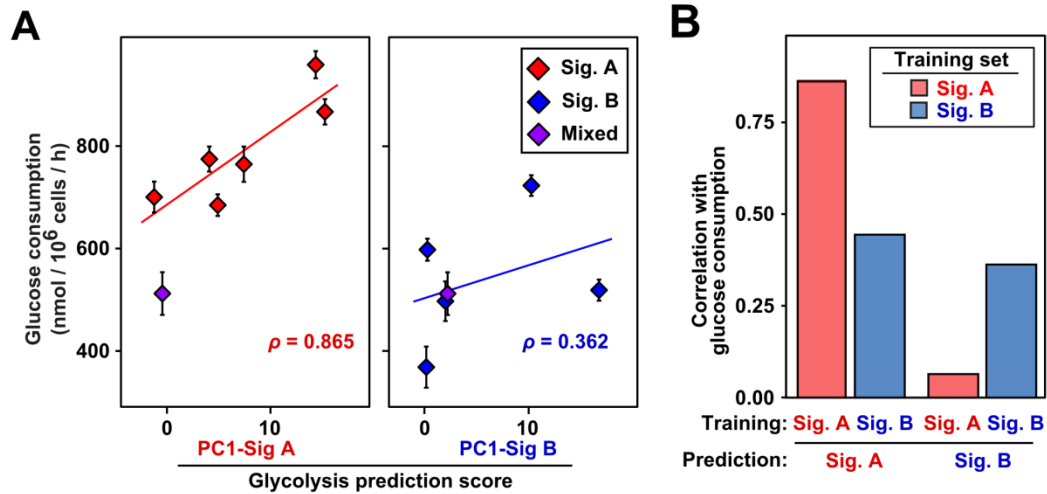 A
Glucose consumption
(nmol / 10⁶ cells / h)
800
600
400
ρ = 0.865
0 10
PC1-Sig A
Sig. A
Sig. B
Mixed
ρ = 0.362
0 10
PC1-Sig B
Glycolysis prediction score
B
Correlation with
glucose consumption
0.75
0.50
0.25
0.00
Training set
Sig. A
Sig. B
Training: Sig. A Sig. B Sig. A Sig. B
Prediction: Sig. A Sig. B